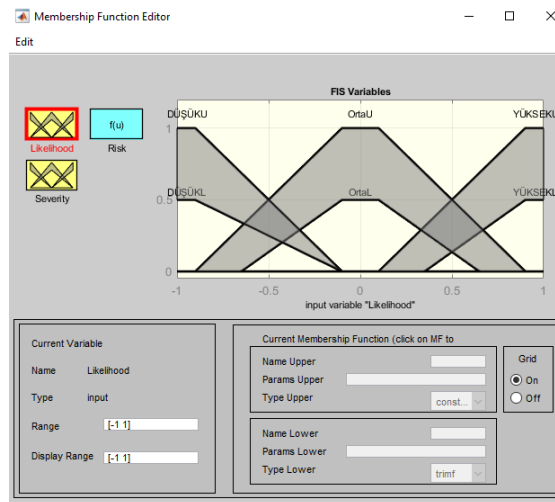 Membership Function Editor
Edit
FIS Variables
DÜŞÜKU
OrtaU
YÜKSEKU
f(u)
1
Likelihood
Risk
DÜŞÜKL
OrtaL
YÜKSEKL
0.5
Severity
0
-1
-0.5
0
0.5
1
input variable "Likelihood"
Current Variable
Name Likelihood
Type input
Range [-1 1]
Display Range [-1 1]
Current Membership Function (click on MF to
Name Upper
Params Upper
Type Upper const...
Name Lower
Params Lower
Type Lower trimf
Grid
On
Off